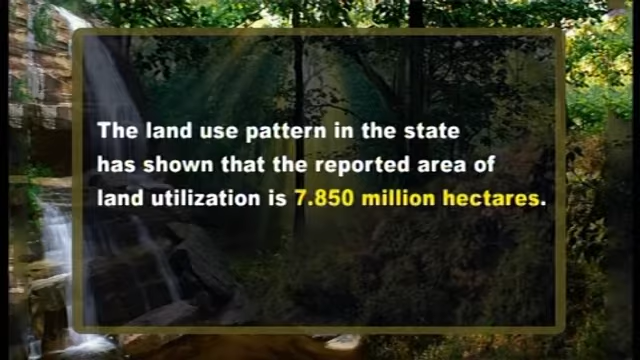 The land use pattern in the state
has shown that the reported area of
land utilization is 7.850 million hectares.